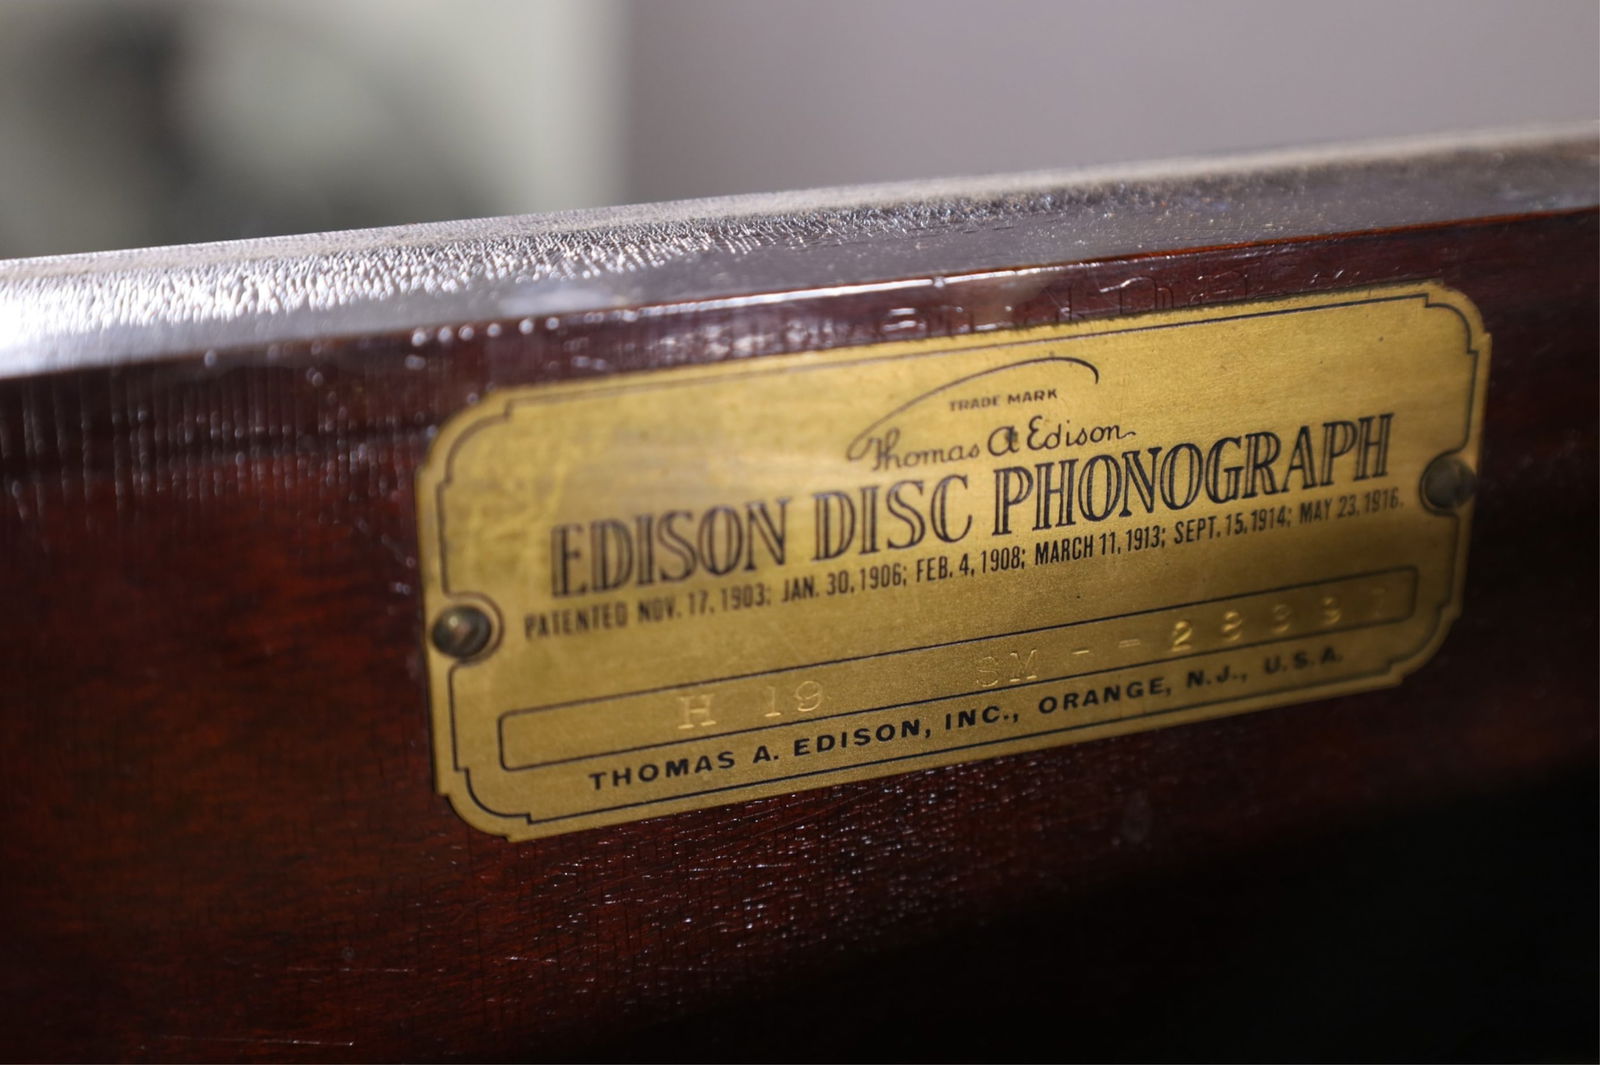 TRADE MARK
Thomas A Edison
EDISON DISC PHONOGRAPH
PATENTED NOV. 17, 1903; JAN. 30, 1906; FEB. 4, 1908; MARCH 11, 1913; SEPT. 15, 1914; MAY 23, 1916.
H 19 SM - -
THOMAS A. EDISON, INC., ORANGE, N.J., U.S.A.